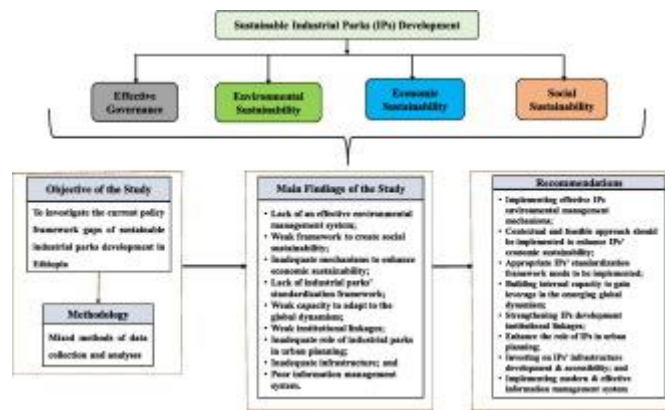 Sustainable Industrial Parks (IPs) Development
Effective
Governance
Environmental
Sustainability
Economic
Sustainability
Social
Sustainability
Objective of the Study
To investigate the current policy
framework gaps of sustainable
industrial parks development in
Ethiopia
Methodology
Mixed methods of data
collection and analyses
Main Findings of the Study
• Lack of an effective environmental
management system;
• Weak framework to create social
sustainability;
• Inadequate mechanisms to enhance
economic sustainability;
• Lack of industrial parks'
standardization framework;
• Weak capacity to adapt to the
global dynamism;
• Weak institutional linkages;
• Inadequate role of industrial parks
in urban planning;
• Inadequate infrastructure; and
• Poor information management
system.
Recommendations
• Implementing effective IPs
environmental management
mechanisms;
• Contextual and feasible approach should
be implemented to enhance IPs'
economic sustainability;
• Appropriate IPs' standardization
framework needs to be implemented;
• Building internal capacity to gain
leverage in the emerging global
dynamism;
• Strengthening IPs development
institutional linkages;
• Enhance the role of IPs in urban
planning;
• Investing on IPs' infrastructure
development & accessibility; and
• Implementing modern & effective
information management system